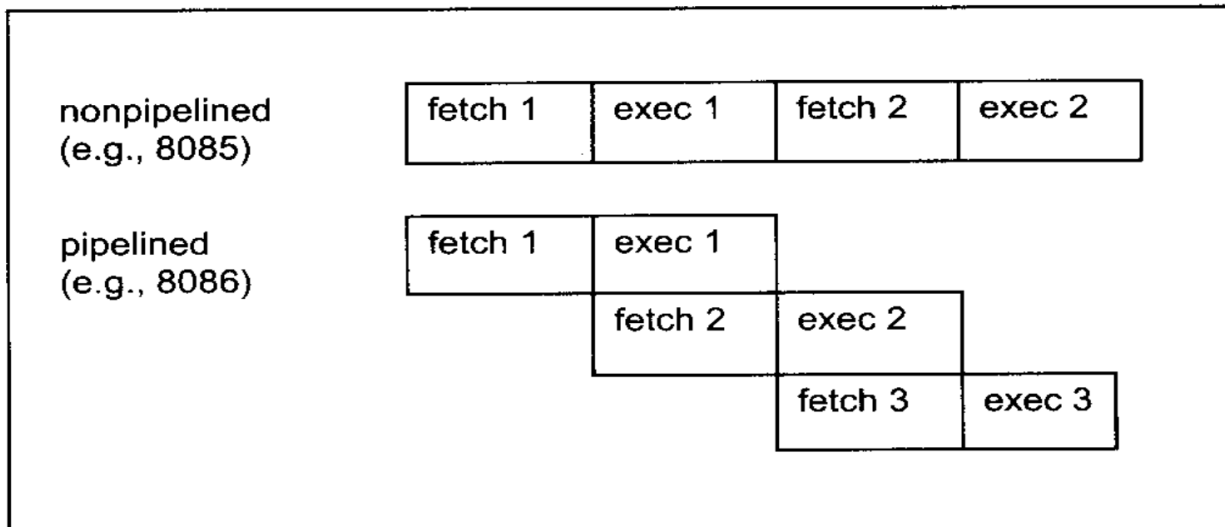 nonpipelined
(e.g., 8085)
fetch 1 exec 1 fetch 2 exec 2
pipelined
(e.g., 8086)
fetch 1 exec 1
fetch 2 exec 2
fetch 3 exec 3